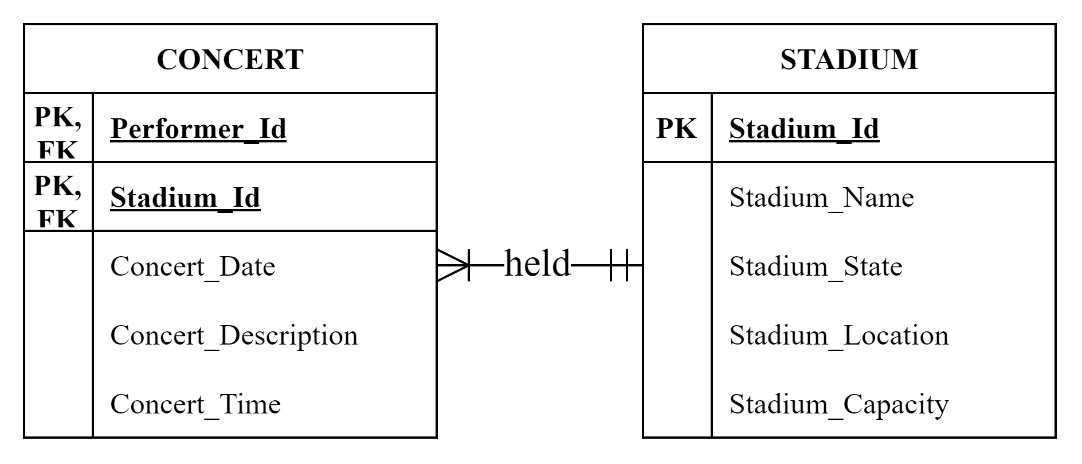 CONCERT
PK, FK
Performer_Id
PK, FK
Stadium_Id
Concert_Date
Concert_Description
Concert_Time
held
STADIUM
PK
Stadium_Id
Stadium_Name
Stadium_State
Stadium_Location
Stadium_Capacity